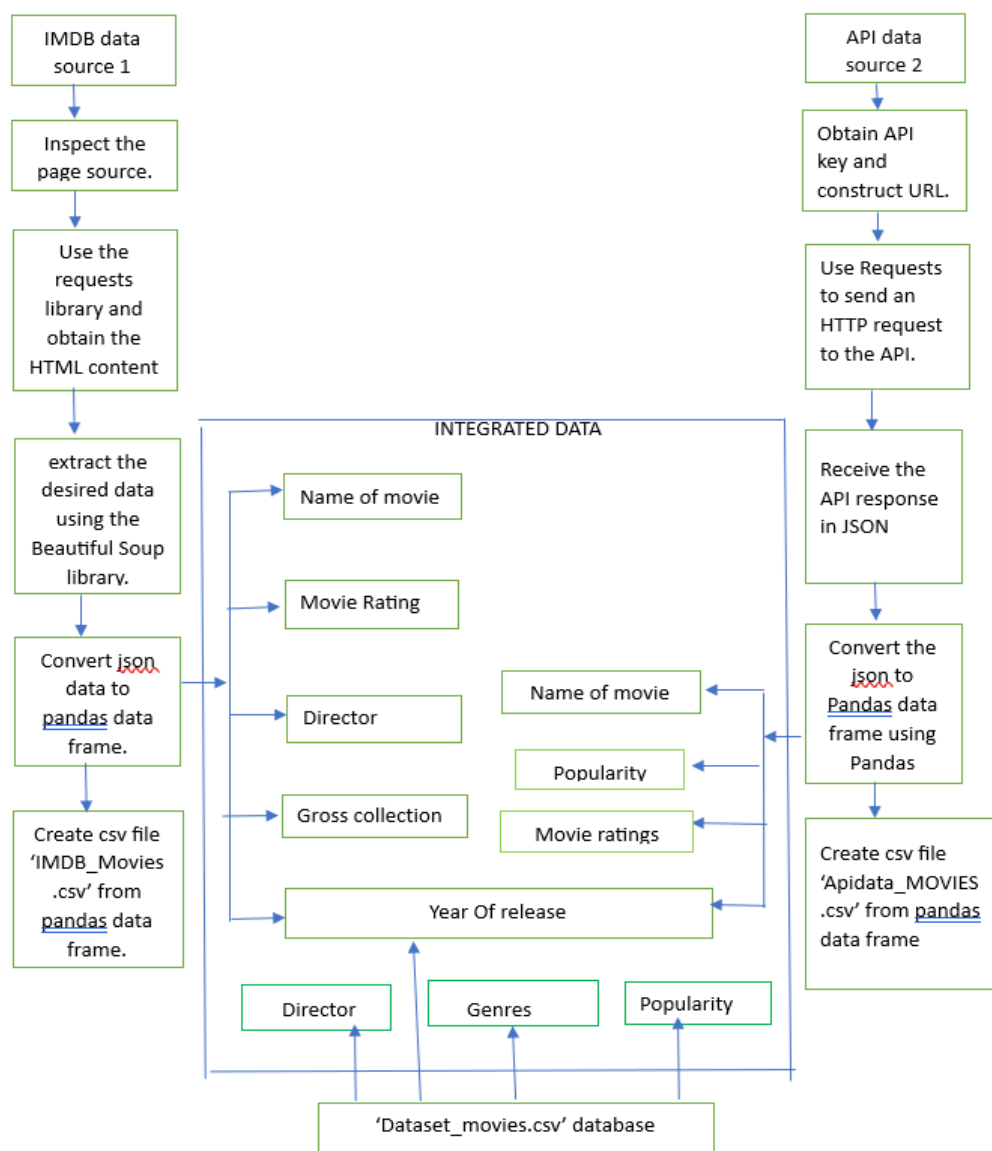 IMDB data
source 1
Inspect the
page source.
Use the
requests
library and
obtain the
HTML content
extract the
desired data
using the
Beautiful Soup
library.
Convert json
data to
pandas data
frame.
Create csv file
‘IMDB_Movies
.csv’ from
pandas data
frame.
API data
source 2
Obtain API
key and
construct URL.
Use Requests
to send an
HTTP request
to the API.
Receive the
API response
in JSON
Convert the
json to
Pandas data
frame using
Pandas
Create csv file
‘Apidata_MOVIES
.csv’ from pandas
data frame
INTEGRATED DATA
Name of movie
Movie Rating
Director
Gross collection
Name of movie
Popularity
Movie ratings
Year Of release
Director
Genres
Popularity
‘Dataset_movies.csv’ database